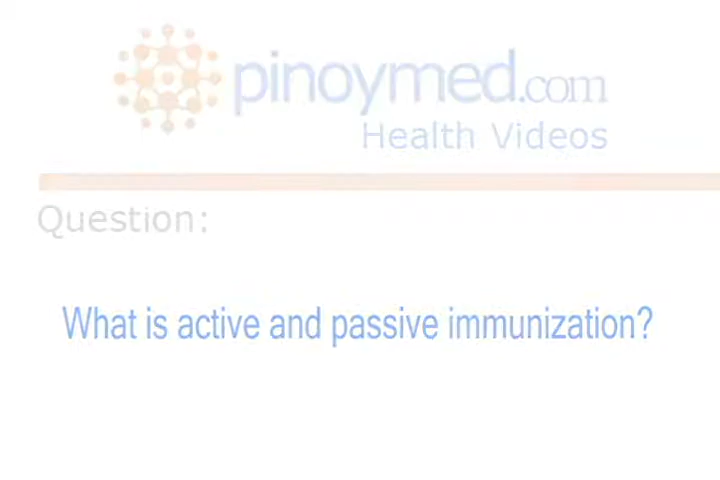 pinoymed.com
Health Videos
Question:
What is active and passive immunization?